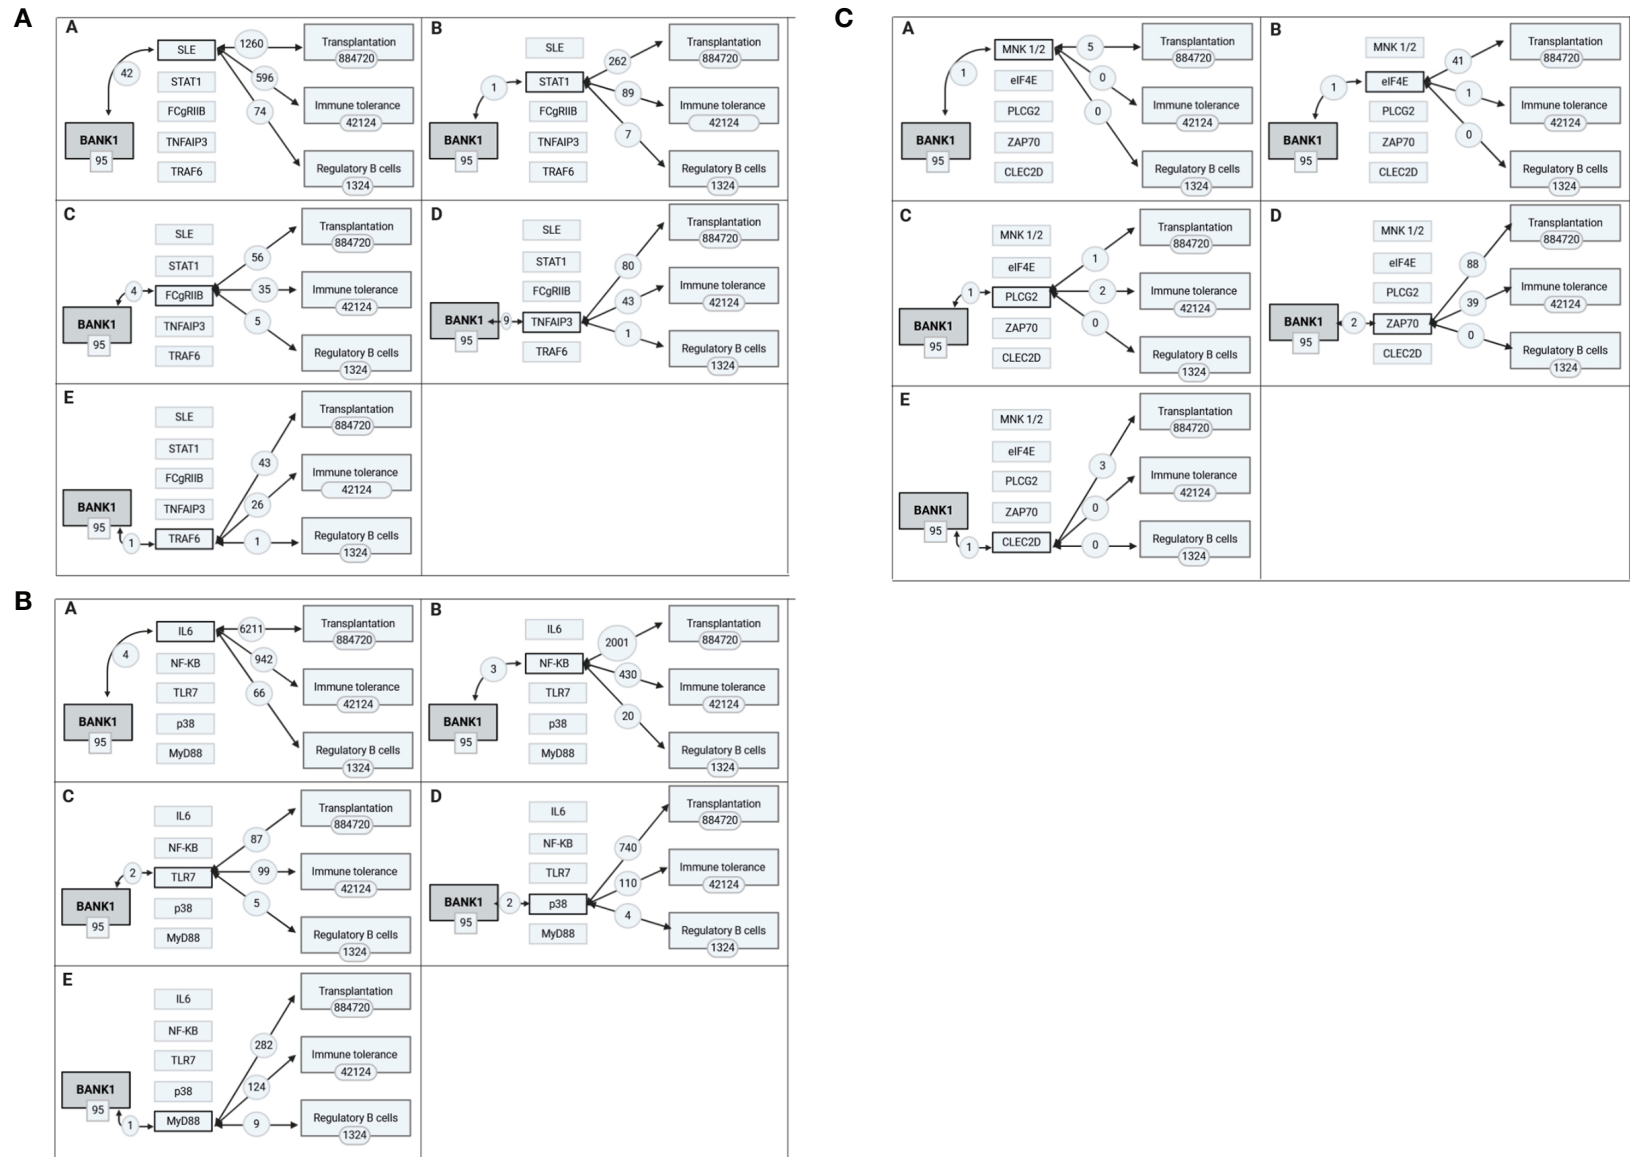 A
A
SLE
STAT1
FCgRIIB
TNFAIP3
TRAF6
BANK1
95
42
1260
596
74
Transplantation
884720
Immune tolerance
42124
Regulatory B cells
1324
B
SLE
STAT1
FCgRIIB
TNFAIP3
TRAF6
BANK1
95
1
262
89
7
Transplantation
884720
Immune tolerance
42124
Regulatory B cells
1324
C
SLE
STAT1
FCgRIIB
TNFAIP3
TRAF6
BANK1
95
4
56
35
5
Transplantation
884720
Immune tolerance
42124
Regulatory B cells
1324
D
SLE
STAT1
FCgRIIB
TNFAIP3
TRAF6
BANK1
95
9
80
43
1
Transplantation
884720
Immune tolerance
42124
Regulatory B cells
1324
E
SLE
STAT1
FCgRIIB
TNFAIP3
TRAF6
BANK1
95
1
43
26
1
Transplantation
884720
Immune tolerance
42124
Regulatory B cells
1324
B
A
IL6
NF-KB
TLR7
p38
MyD88
BANK1
95
4
6211
942
66
Transplantation
884720
Immune tolerance
42124
Regulatory B cells
1324
B
IL6
NF-KB
TLR7
p38
MyD88
BANK1
95
3
2001
430
20
Transplantation
884720
Immune tolerance
42124
Regulatory B cells
1324
C
IL6
NF-KB
TLR7
p38
MyD88
BANK1
95
2
87
99
5
Transplantation
884720
Immune tolerance
42124
Regulatory B cells
1324
D
IL6
NF-KB
TLR7
p38
MyD88
BANK1
95
2
740
110
4
Transplantation
884720
Immune tolerance
42124
Regulatory B cells
1324
E
IL6
NF-KB
TLR7
p38
MyD88
BANK1
95
1
282
124
9
Transplantation
884720
Immune tolerance
42124
Regulatory B cells
1324
C
A
MNK 1/2
eIF4E
PLCG2
ZAP70
CLEC2D
BANK1
95
1
5
0
0
Transplantation
884720
Immune tolerance
42124
Regulatory B cells
1324
B
MNK 1/2
eIF4E
PLCG2
ZAP70
CLEC2D
BANK1
95
1
41
1
0
Transplantation
884720
Immune tolerance
42124
Regulatory B cells
1324
C
MNK 1/2
eIF4E
PLCG2
ZAP70
CLEC2D
BANK1
95
1
1
2
0
Transplantation
884720
Immune tolerance
42124
Regulatory B cells
1324
D
MNK 1/2
eIF4E
PLCG2
ZAP70
CLEC2D
BANK1
95
2
88
39
0
Transplantation
884720
Immune tolerance
42124
Regulatory B cells
1324
E
MNK 1/2
eIF4E
PLCG2
ZAP70
CLEC2D
BANK1
95
1
3
0
0
Transplantation
884720
Immune tolerance
42124
Regulatory B cells
1324